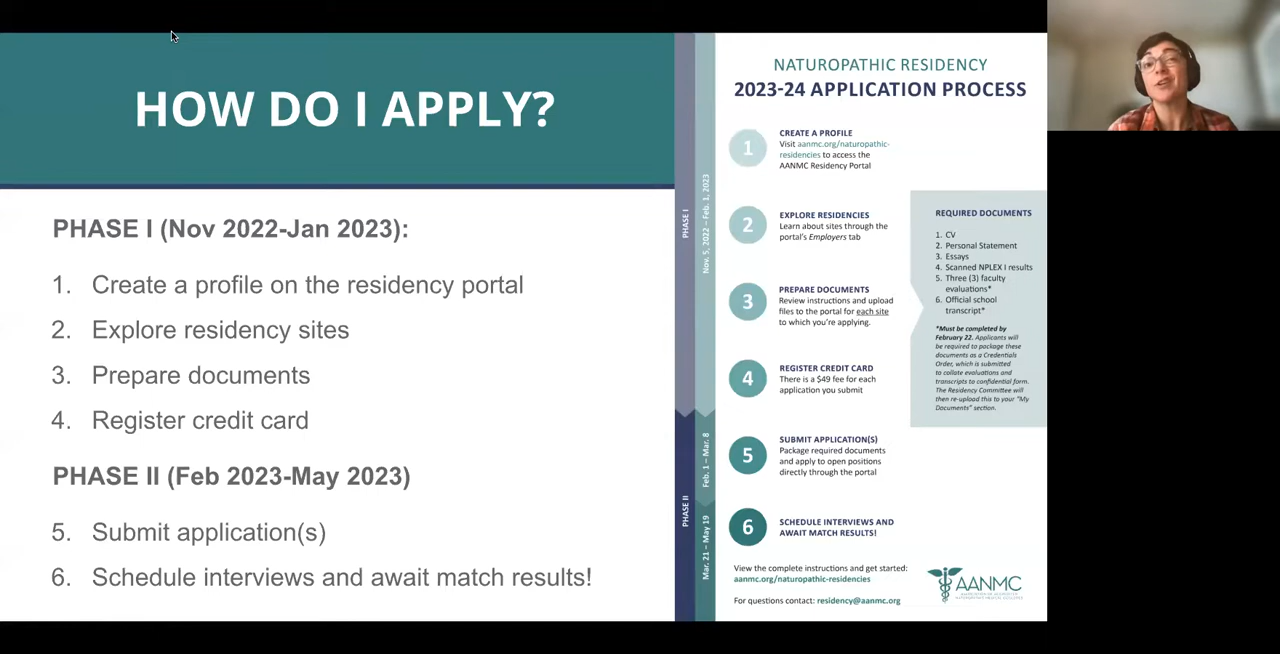 HOW DO I APPLY?
PHASE I (Nov 2022-Jan 2023):
1. Create a profile on the residency portal
2. Explore residency sites
3. Prepare documents
4. Register credit card
PHASE II (Feb 2023-May 2023)
5. Submit application(s)
6. Schedule interviews and await match results!
PHASE I
Nov. 5, 2022 – Feb. 1, 2023
PHASE II
Feb. 1 – Mar. 8
Mar. 21 – May 19
NATUROPATHIC RESIDENCY
2023-24 APPLICATION PROCESS
1
CREATE A PROFILE
Visit aanmc.org/naturopathic-
residencies to access the
AANMC Residency Portal
2
EXPLORE RESIDENCIES
Learn about sites through the
portal's Employers tab
3
PREPARE DOCUMENTS
Review instructions and upload
files to the portal for each site
to which you're applying.
4
REGISTER CREDIT CARD
There is a $49 fee for each
application you submit
5
SUBMIT APPLICATION(S)
Package required documents
and apply to open positions
directly through the portal
6
SCHEDULE INTERVIEWS AND
AWAIT MATCH RESULTS!
REQUIRED DOCUMENTS
1. CV
2. Personal Statement
3. Essays
4. Scanned NPLEX I results
5. Three (3) faculty
evaluations*
6. Official school
transcript*
*Must be completed by
February 22. Applicants will
be required to package these
documents as a Credentials
Order, which is submitted
to collate evaluations and
transcripts to confidential form.
The Residency Committee will
then re-upload this to your "My
Documents" section.
View the complete instructions and get started:
aanmc.org/naturopathic-residencies
For questions contact: residency@aanmc.org
AANMC